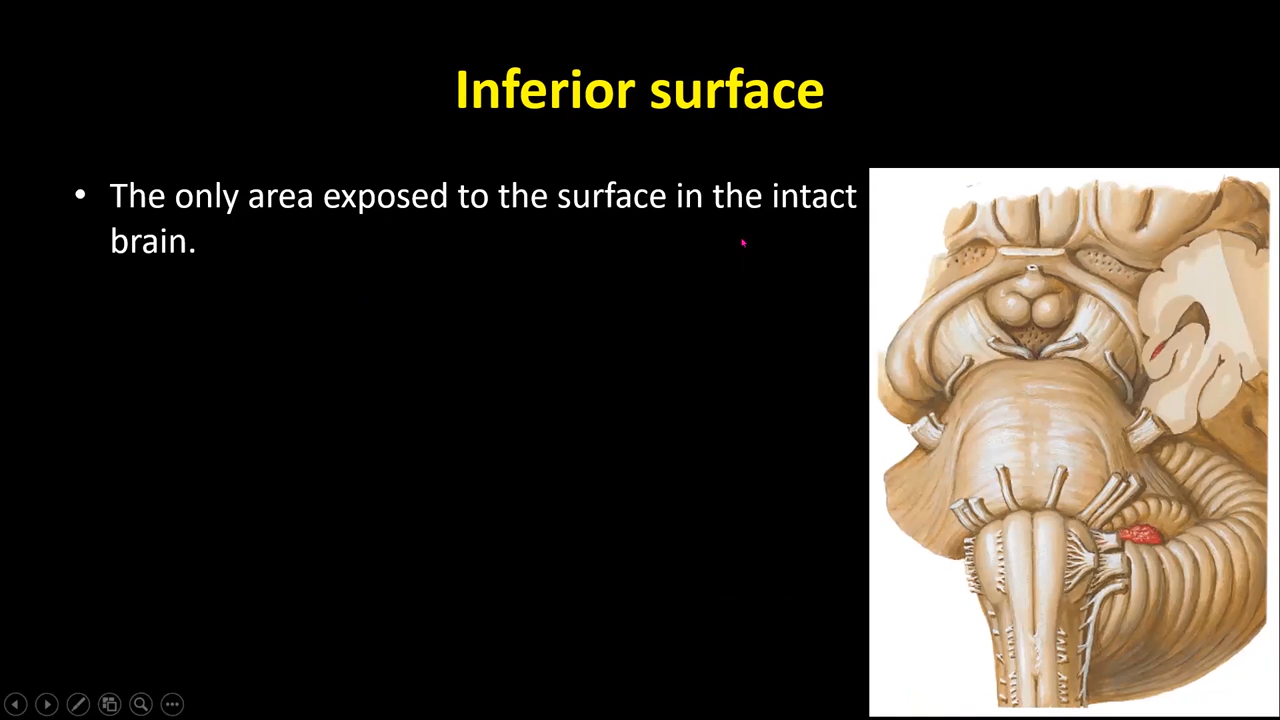 Inferior surface
• The only area exposed to the surface in the intact
brain.